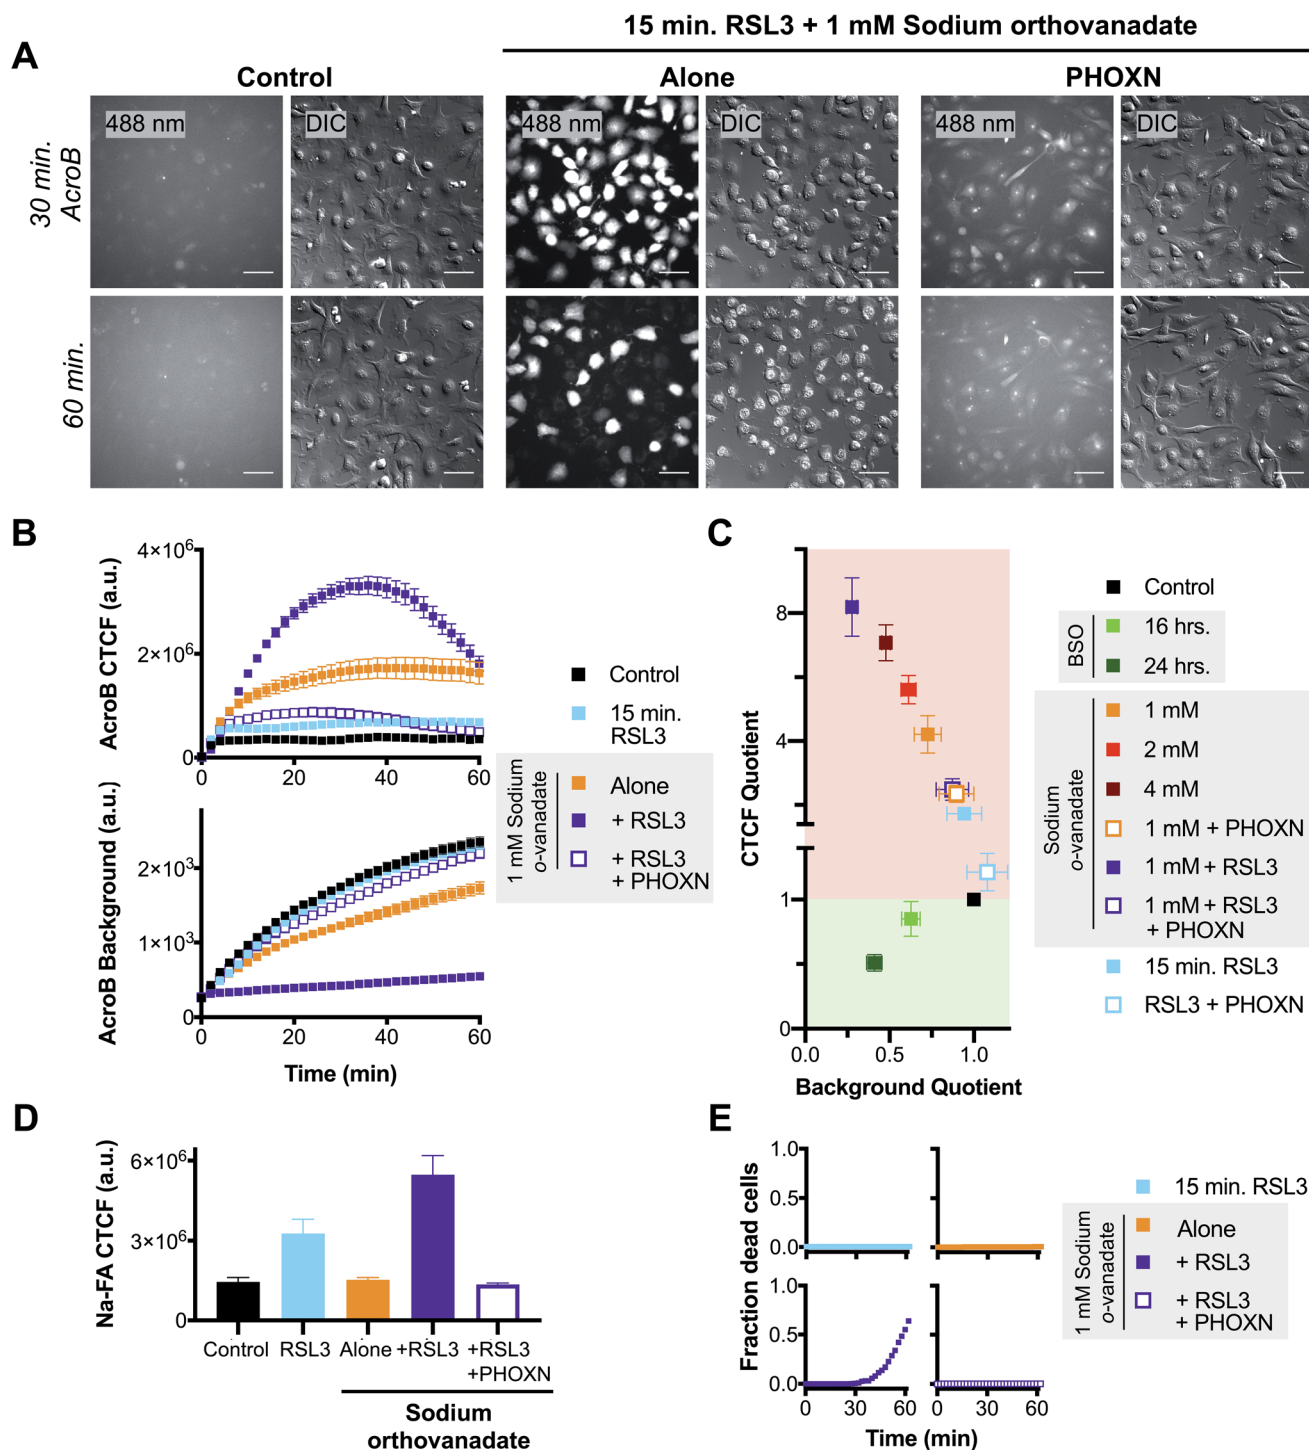 15 min. RSL3 + 1 mM Sodium orthovanadate
A
Control
Alone
PHOXN
30 min.
AcroB
488 nm
DIC
488 nm
DIC
488 nm
DIC
60 min.
B
AcroB CTCF (a.u.)
4×10⁶
2×10⁶
0
0
20
40
60
AcroB Background (a.u.)
2×10³
1×10³
0
0
20
40
60
Time (min)
Control
15 min.
RSL3
1 mM Sodium
o-vanadate
Alone
+ RSL3
+ RSL3
+ PHOXN
C
CTCF Quotient
8
4
1
0
0.0
0.5
1.0
Background Quotient
Control
BSO
16 hrs.
24 hrs.
Sodium
o-vanadate
1 mM
2 mM
4 mM
1 mM + PHOXN
1 mM + RSL3
1 mM + RSL3
+ PHOXN
15 min. RSL3
RSL3 + PHOXN
D
Na-FA CTCF (a.u.)
6×10⁶
3×10⁶
0
Control
RSL3
Alone
+RSL3
+RSL3
+PHOXN
Sodium
orthovanadate
E
Fraction dead cells
1.0
0.5
0.0
1.0
0.5
0.0
0
30
60
0
30
60
Time (min)
15 min. RSL3
1 mM Sodium
o-vanadate
Alone
+ RSL3
+ RSL3
+ PHOXN